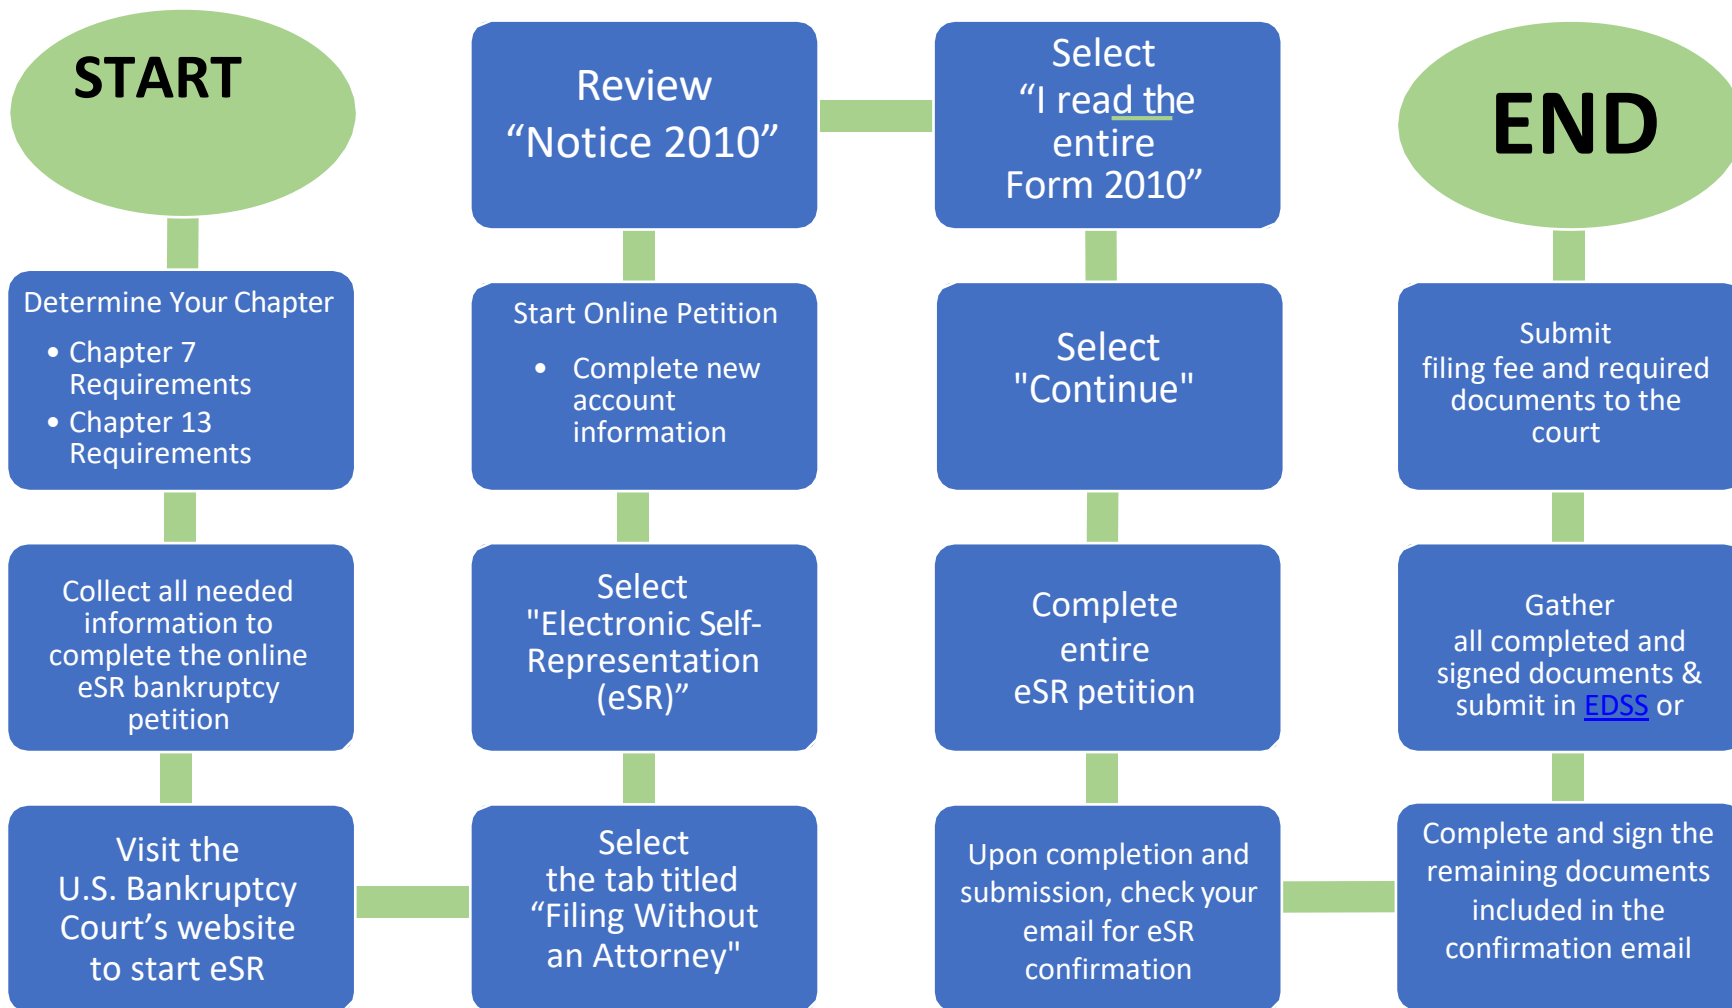 START
Determine Your Chapter
• Chapter 7
Requirements
• Chapter 13
Requirements
Collect all needed
information to
complete the online
eSR bankruptcy
petition
Visit the
U.S. Bankruptcy
Court’s website
to start eSR
Select
the tab titled
“Filing Without
an Attorney"
Select
"Electronic Self-
Representation
(eSR)”
Start Online Petition
• Complete new
account
information
Review
“Notice 2010”
Select
“I read the
entire
Form 2010”
Select
"Continue"
Complete
entire
eSR petition
Upon completion and
submission, check your
email for eSR
confirmation
Complete and sign the
remaining documents
included in the
confirmation email
Gather
all completed and
signed documents &
submit in EDSS or
Submit
filing fee and required
documents to the
court
END